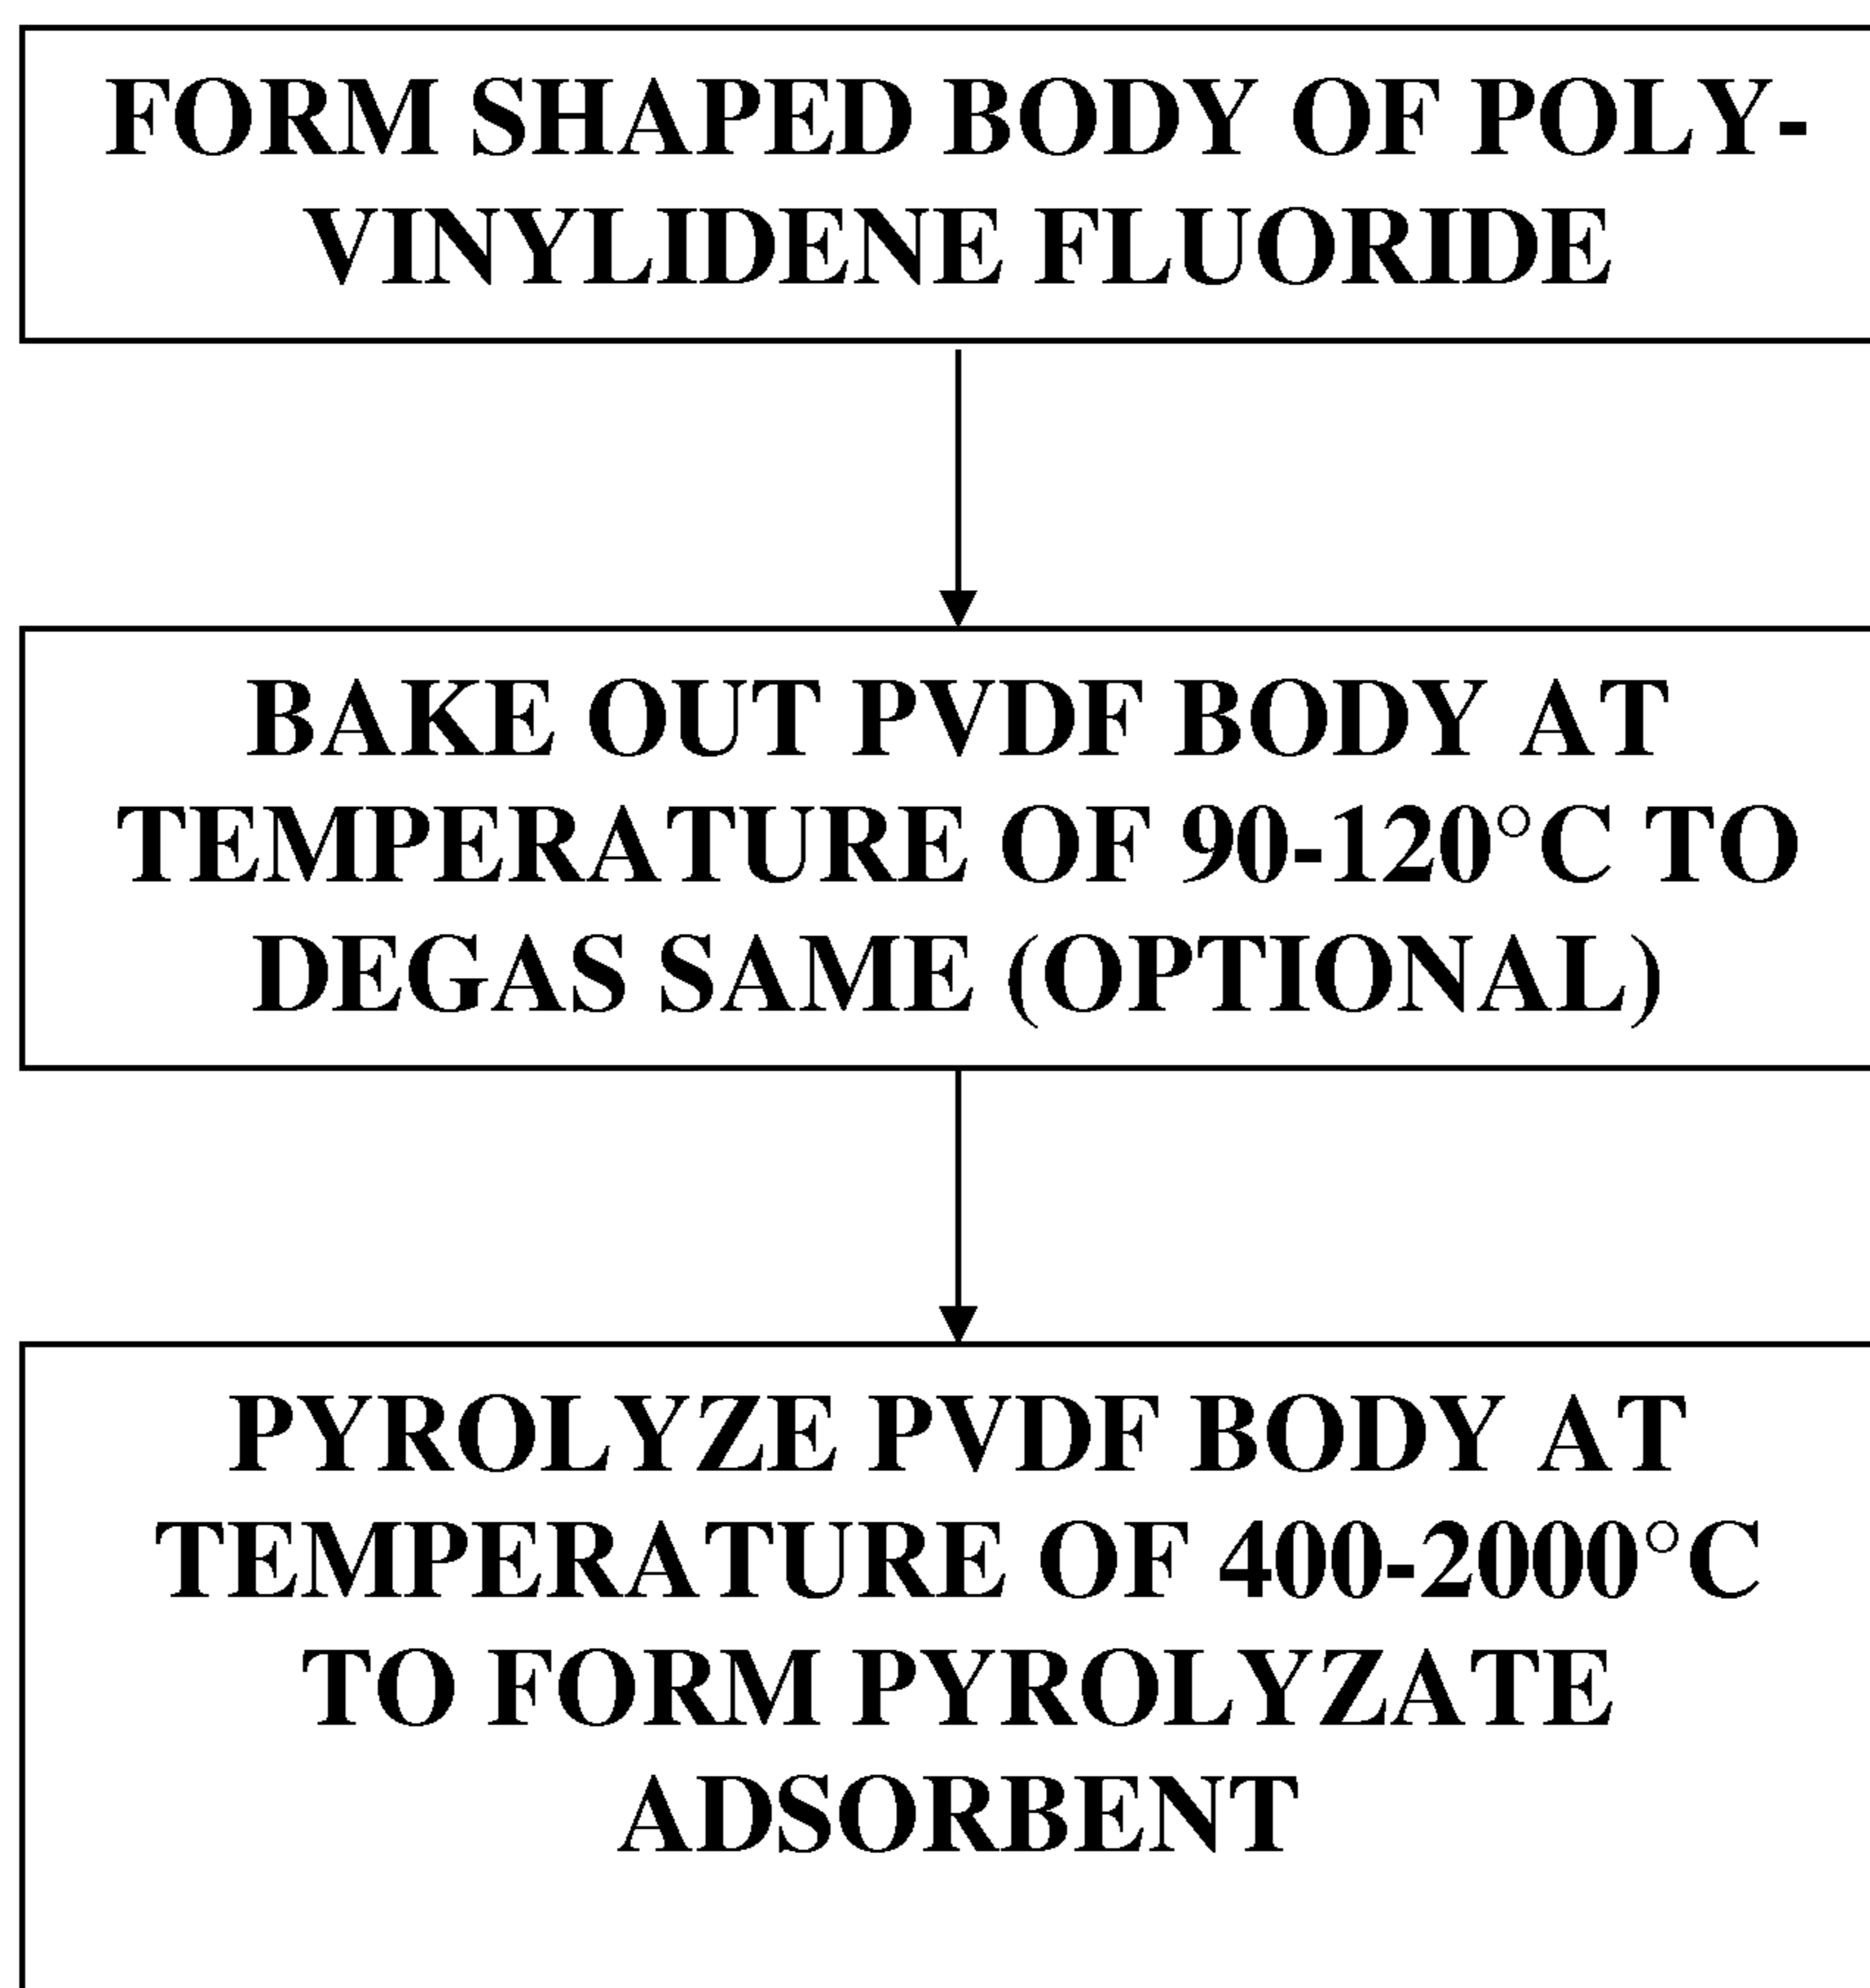 FORM SHAPED BODY OF POLY-
VINYLIDENE FLUORIDE
BAKE OUT PVDF BODY AT
TEMPERATURE OF 90-120°C TO
DEGAS SAME (OPTIONAL)
PYROLYZE PVDF BODY AT
TEMPERATURE OF 400-2000°C
TO FORM PYROLYZATE
ADSORBENT